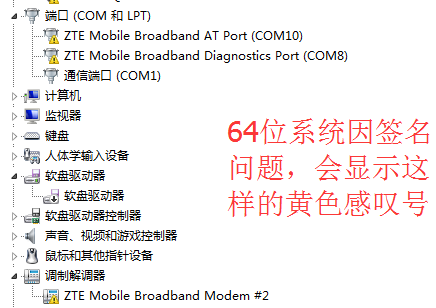 端口 (COM 和 LPT)
ZTE Mobile Broadband AT Port (COM10)
ZTE Mobile Broadband Diagnostics Port (COM8)
通信端口 (COM1)
计算机
监视器
键盘
人体学输入设备
软盘驱动器
软盘驱动器
软盘驱动器控制器
声音、视频和游戏控制器
鼠标和其他指针设备
调制解调器
ZTE Mobile Broadband Modem #2
64位系统因签名
问题，会显示这
样的黄色感叹号